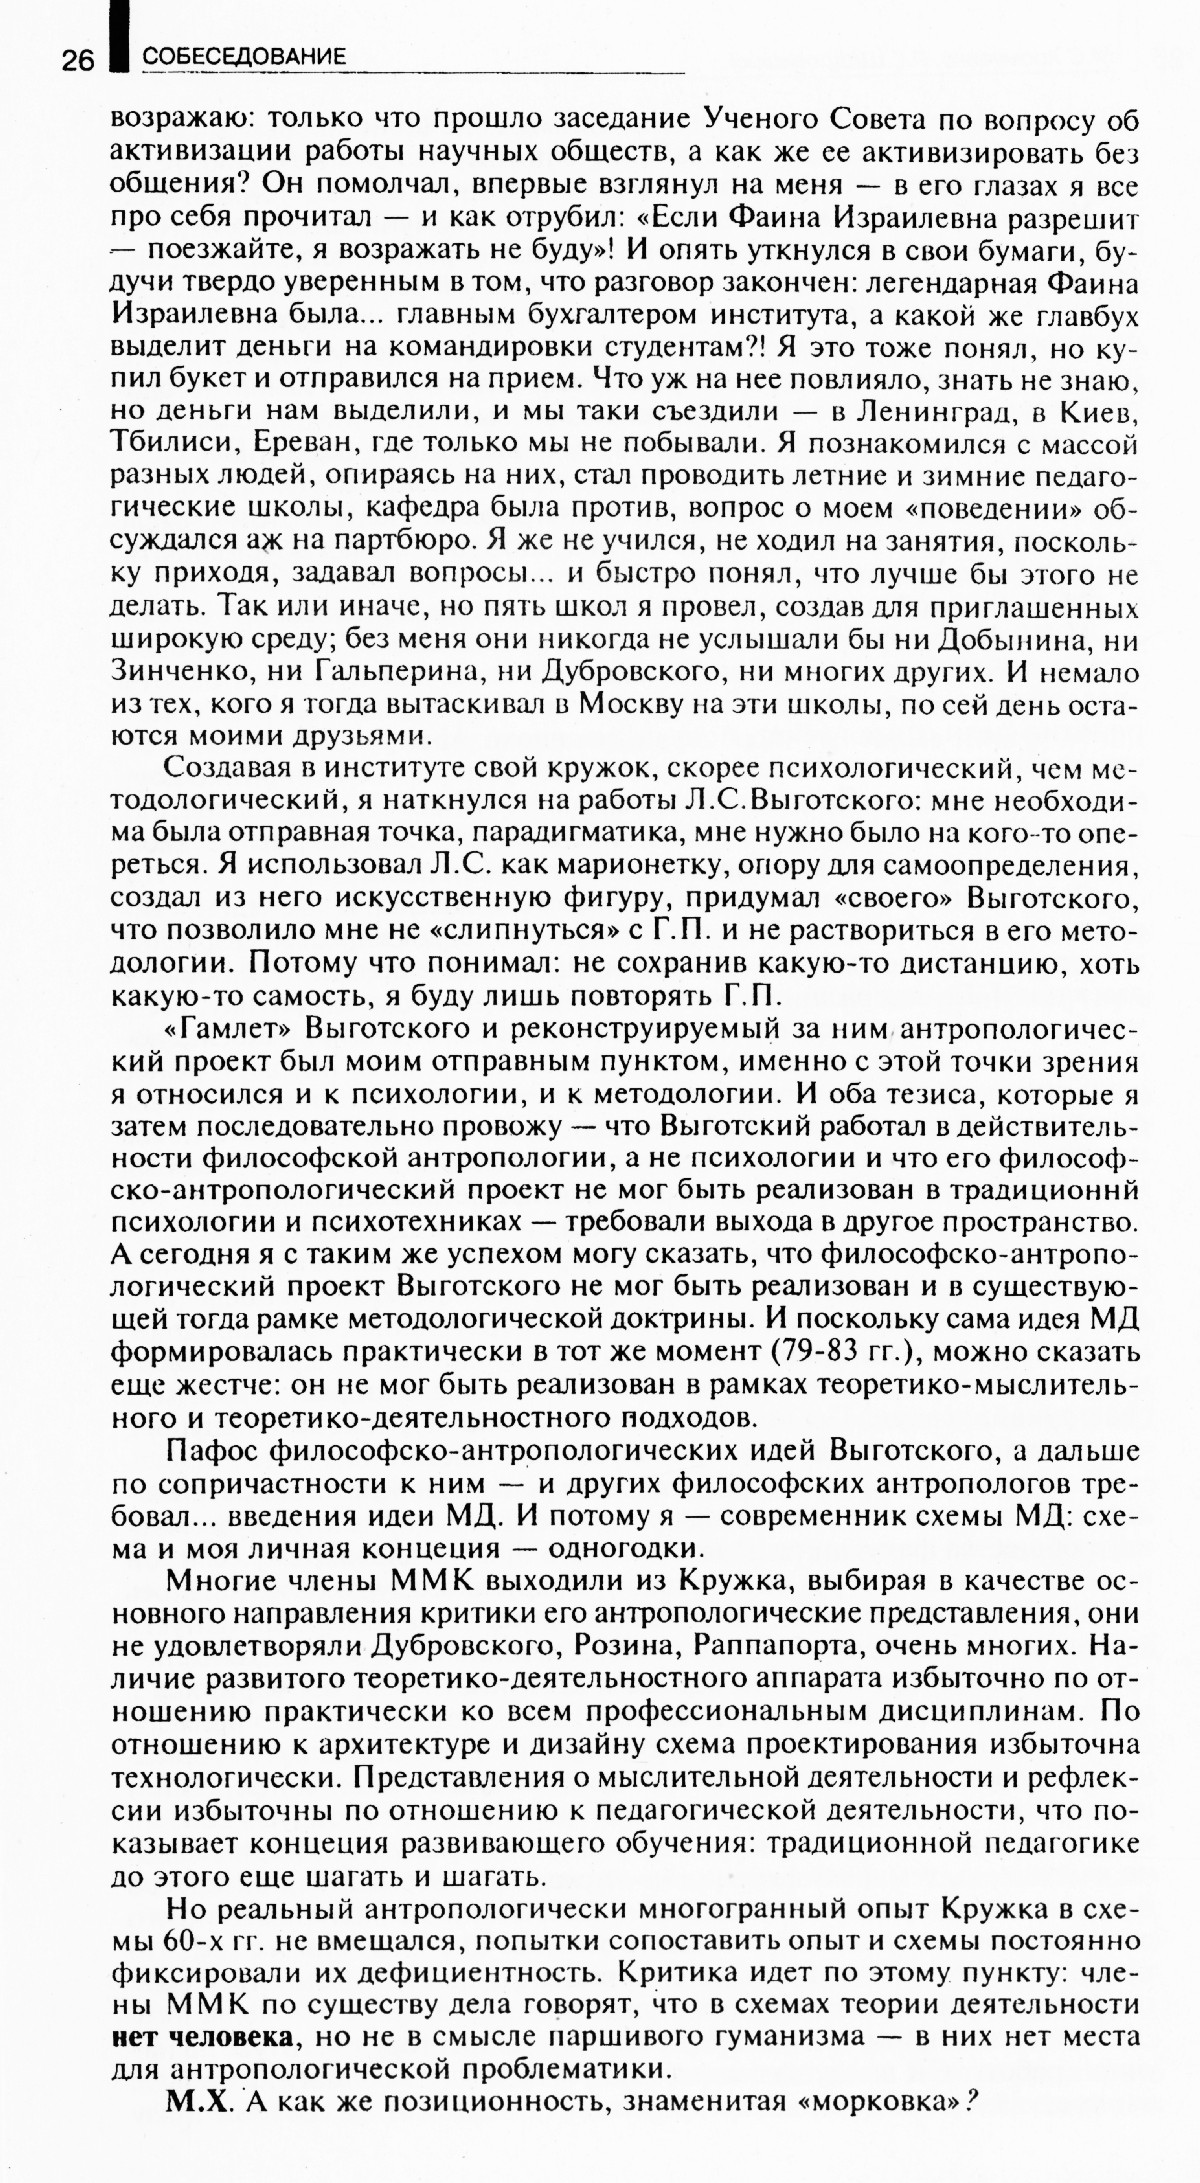 26 СОБЕСЕДОВАНИЕ
возражаю: только что прошло заседание Ученого Совета по вопросу об
активизации работы научных обществ, а как же ее активизировать без
общения? Он помолчал, впервые взглянул на меня — в его глазах я все
про себя прочитал — и как отрубил: «Если Фаина Израилевна разрешит
— поезжайте, я возражать не буду»! И опять уткнулся в свои бумаги, бу-
дучи твердо уверенным в том, что разговор закончен: легендарная Фаина
Израилевна была... главным бухгалтером института, а какой же главбух
выделит деньги на командировки студентам?! Я это тоже понял, но ку-
пил букет и отправился на прием. Что уж на нее повлияло, знать не знаю,
но деньги нам выделили, и мы таки съездили — в Ленинград, в Киев,
Тбилиси, Ереван, где только мы не побывали. Я познакомился с массой
разных людей, опираясь на них, стал проводить летние и зимние педаго-
гические школы, кафедра была против, вопрос о моем «поведении» об-
суждался аж на партбюро. Я же не учился, не ходил на занятия, посколь-
ку приходя, задавал вопросы... и быстро понял, что лучше бы этого не
делать. Так или иначе, но пять школ я провел, создав для приглашенных
широкую среду; без меня они никогда не услышали бы ни Добынина, ни
Зинченко, ни Гальперина, ни Дубровского, ни многих других. И немало
из тех, кого я тогда вытаскивал в Москву на эти школы, по сей день оста-
ются моими друзьями.
Создавая в институте свой кружок, скорее психологический, чем ме-
тодологический, я наткнулся на работы Л.С.Выготского: мне необходи-
ма была отправная точка, парадигматика, мне нужно было на кого-то опе-
реться. Я использовал Л.С. как марионетку, опору для самоопределения,
создал из него искусственную фигуру, придумал «своего» Выготского,
что позволило мне не «слипнуться» с Г.П. и не раствориться в его мето-
дологии. Потому что понимал: не сохранив какую-то дистанцию, хоть
какую-то самость, я буду лишь повторять Г.П.
«Гамлет» Выготского и реконструируемый за ним антропологичес-
кий проект был моим отправным пунктом, именно с этой точки зрения
я относился и к психологии, и к методологии. И оба тезиса, которые я
затем последовательно провожу — что Выготский работал в действитель-
ности философской антропологии, а не психологии и что его философ-
ско-антропологический проект не мог быть реализован в традиционнй
психологии и психотехниках — требовали выхода в другое пространство.
А сегодня я с таким же успехом могу сказать, что философско-антропо-
логический проект Выготского не мог быть реализован и в существую-
щей тогда рамке методологической доктрины. И поскольку сама идея МД
формировалась практически в тот же момент (79-83 гг.), можно сказать
еще жестче: он не мог быть реализован в рамках теоретико-мыслитель-
ного и теоретико-деятельностного подходов.
Пафос философско-антропологических идей Выготского, а дальше
по сопричастности к ним — и других философских антропологов тре-
бовал... введения идеи МД. И потому я — современник схемы МД: схе-
ма и моя личная концеция — одногодки.
Многие члены ММК выходили из Кружка, выбирая в качестве ос-
новного направления критики его антропологические представления, они
не удовлетворяли Дубровского, Розина, Раппапорта, очень многих. На-
личие развитого теоретико-деятельностного аппарата избыточно по от-
ношению практически ко всем профессиональным дисциплинам. По
отношению к архитектуре и дизайну схема проектирования избыточна
технологически. Представления о мыслительной деятельности и рефлек-
сии избыточны по отношению к педагогической деятельности, что по-
казывает концеция развивающего обучения: традиционной педагогике
до этого еще шагать и шагать.
Но реальный антропологически многогранный опыт Кружка в схе-
мы 60-х гг. не вмещался, попытки сопоставить опыт и схемы постоянно
фиксировали их дефициентность. Критика идет по этому пункту: чле-
ны ММК по существу дела говорят, что в схемах теории деятельности
нет человека, но не в смысле паршивого гуманизма — в них нет места
для антропологической проблематики.
М.Х. А как же позиционность, знаменитая «морковка»?